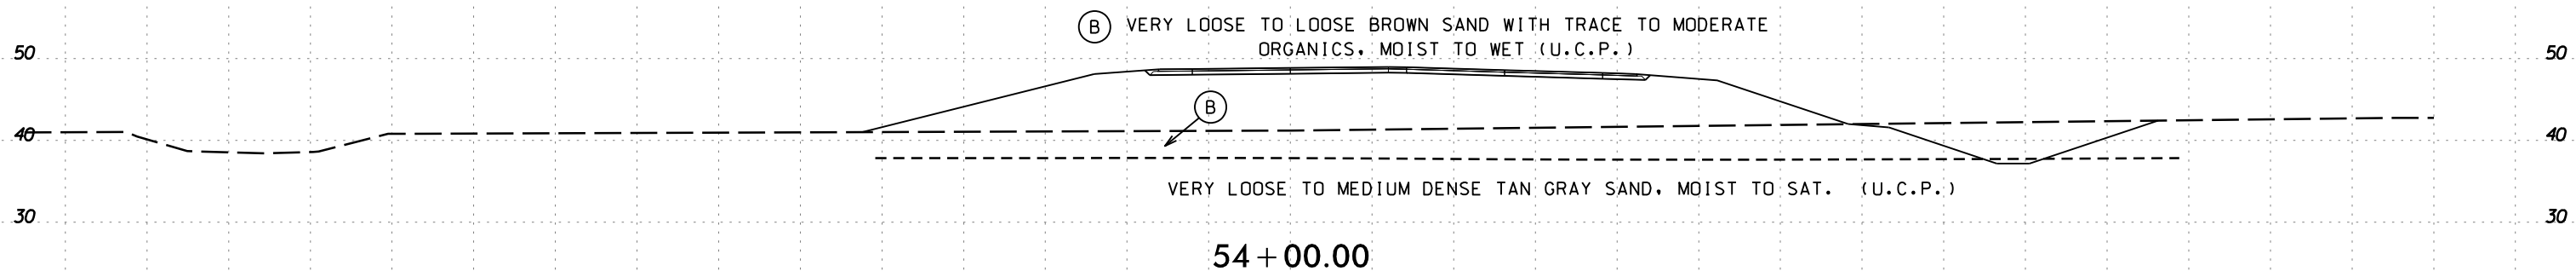 B VERY LOOSE TO LOOSE BROWN SAND WITH TRACE TO MODERATE
ORGANICS, MOIST TO WET (U.C.P.)
50 50
B
40 40
VERY LOOSE TO MEDIUM DENSE TAN GRAY SAND, MOIST TO SAT. (U.C.P.)
30 30
54+00.00